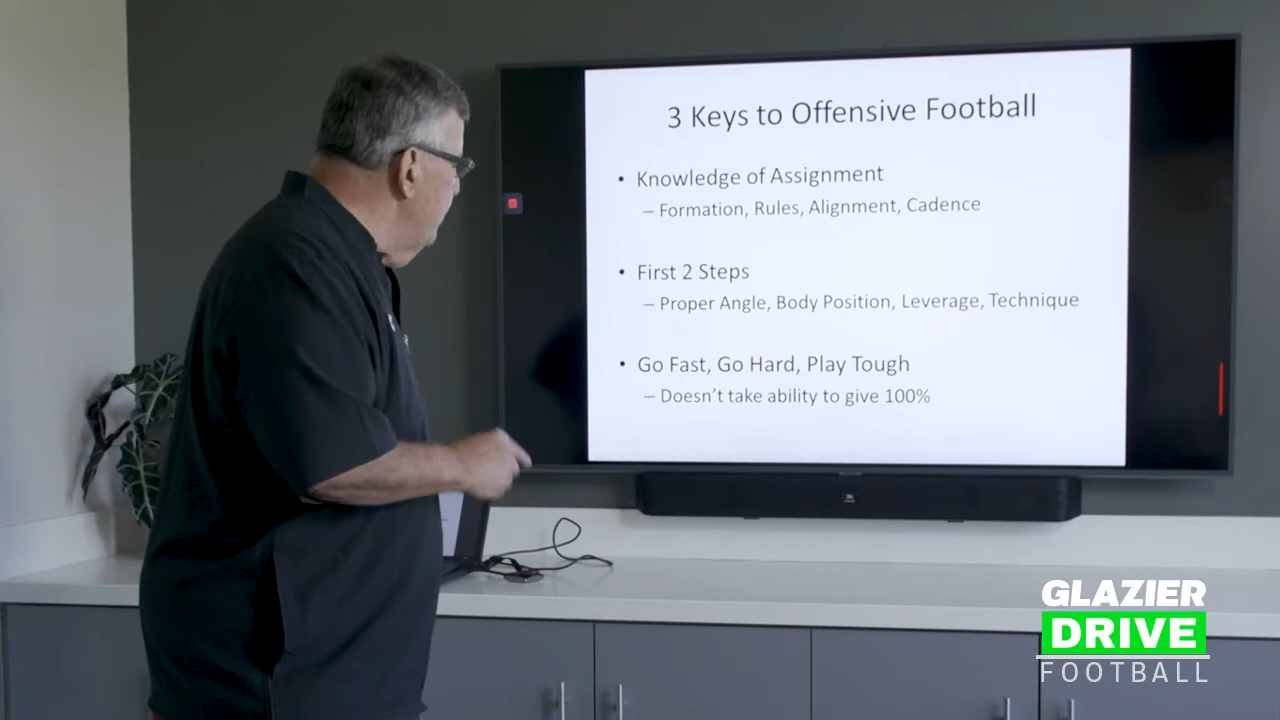 3 Keys to Offensive Football
• Knowledge of Assignment
– Formation, Rules, Alignment, Cadence
• First 2 Steps
– Proper Angle, Body Position, Leverage, Technique
• Go Fast, Go Hard, Play Tough
– Doesn't take ability to give 100%
JBL
GLAZIER
DRIVE
FOOTBALL